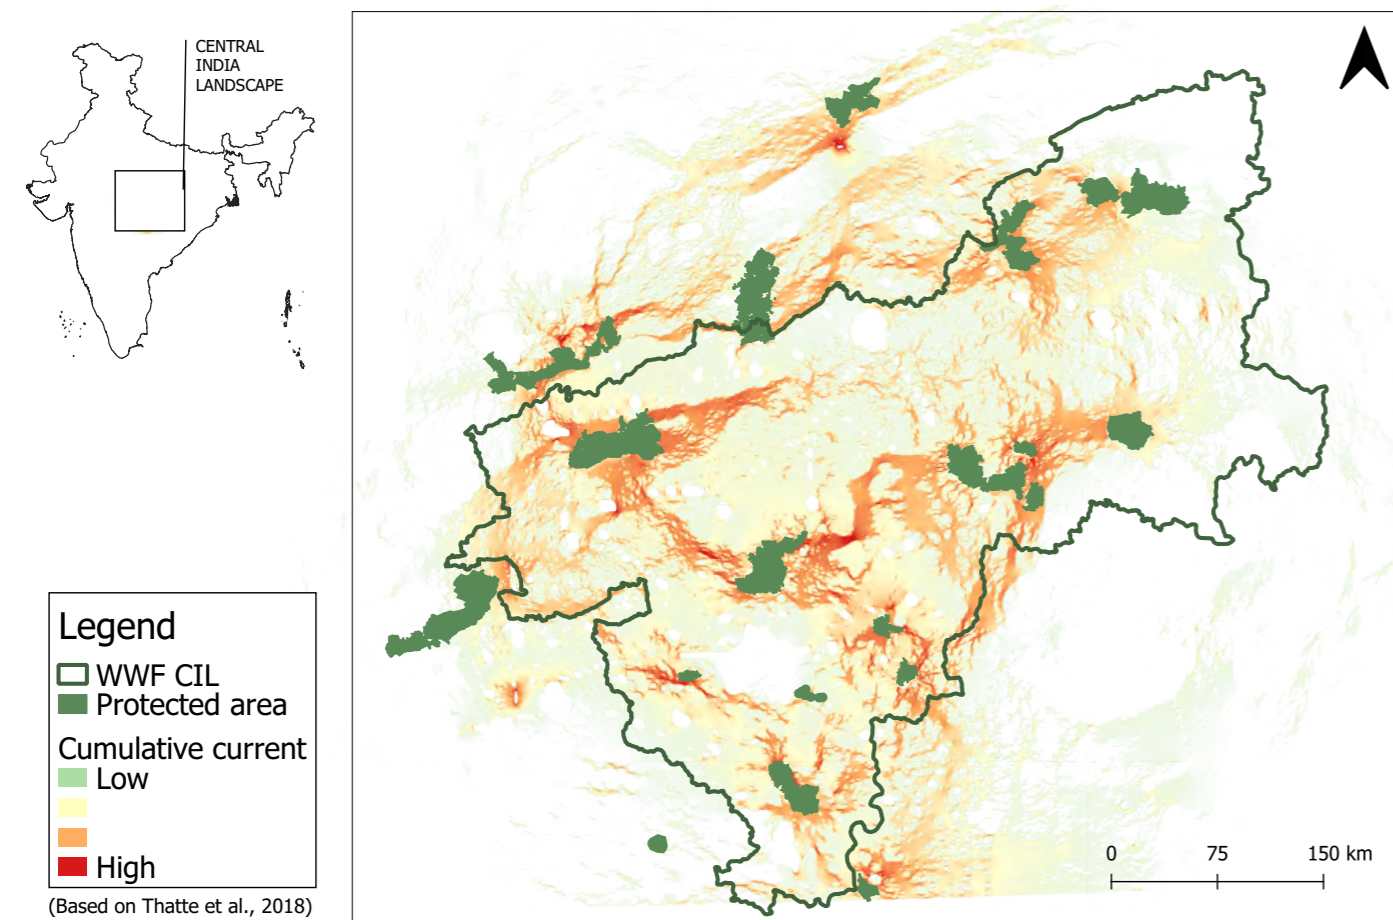 CENTRAL
INDIA
LANDSCAPE
Legend
WWF CIL
Protected area
Cumulative current
Low
High
(Based on Thatte et al., 2018)
0 75 150 km